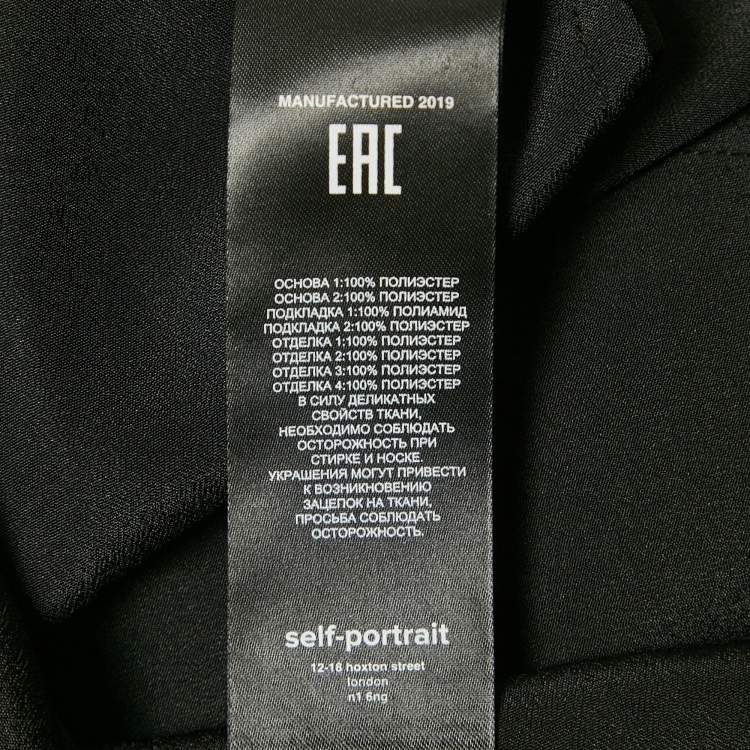 MANUFACTURED 2019
EAC
ОСНОВА 1:100% ПОЛИЭСТЕР
ОСНОВА 2:100% ПОЛИЭСТЕР
ПОДКЛАДКА 1:100% ПОЛИАМИД
ПОДКЛАДКА 2:100% ПОЛИЭСТЕР
ОТДЕЛКА 1:100% ПОЛИЭСТЕР
ОТДЕЛКА 2:100% ПОЛИЭСТЕР
ОТДЕЛКА 3:100% ПОЛИЭСТЕР
ОТДЕЛКА 4:100% ПОЛИЭСТЕР
В СИЛУ ДЕЛИКАТНЫХ
СВОЙСТВ ТКАНИ,
НЕОБХОДИМО СОБЛЮДАТЬ
ОСТОРОЖНОСТЬ ПРИ
СТИРКЕ И НОСКЕ.
УКРАШЕНИЯ МОГУТ ПРИВЕСТИ
К ВОЗНИКНОВЕНИЮ
ЗАЦЕПОК НА ТКАНИ,
ПРОСЬБА СОБЛЮДАТЬ
ОСТОРОЖНОСТЬ.
self-portrait
12-18 hoxton street
london
n1 6ng